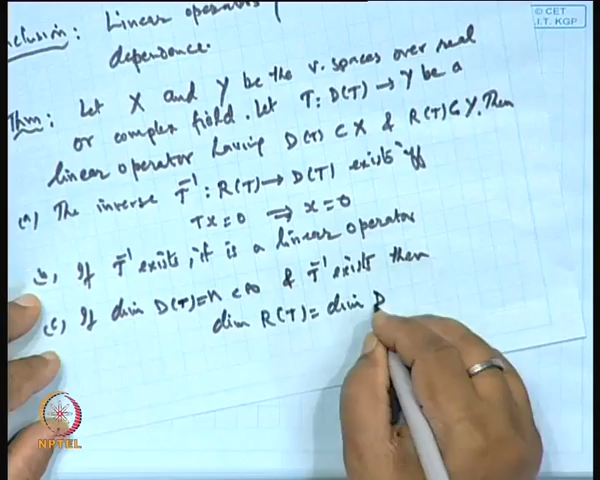 nclusion: Linear operators
dependence.
Thm: Let X and Y be the v. spaces over real
or complex field. Let T: D(T) → Y be a
linear operator having D(T) ⊂ X & R(T) ⊂ Y. Then
(a) The inverse T⁻¹: R(T) → D(T) exists iff
Tx = 0 ⇒ x = 0
(b) If T⁻¹ exists, it is a linear operator
(c) If dim D(T) = n < ∞ & T⁻¹ exists then
dim R(T) = dim D
© CET
I.I.T. KGP
NPTEL